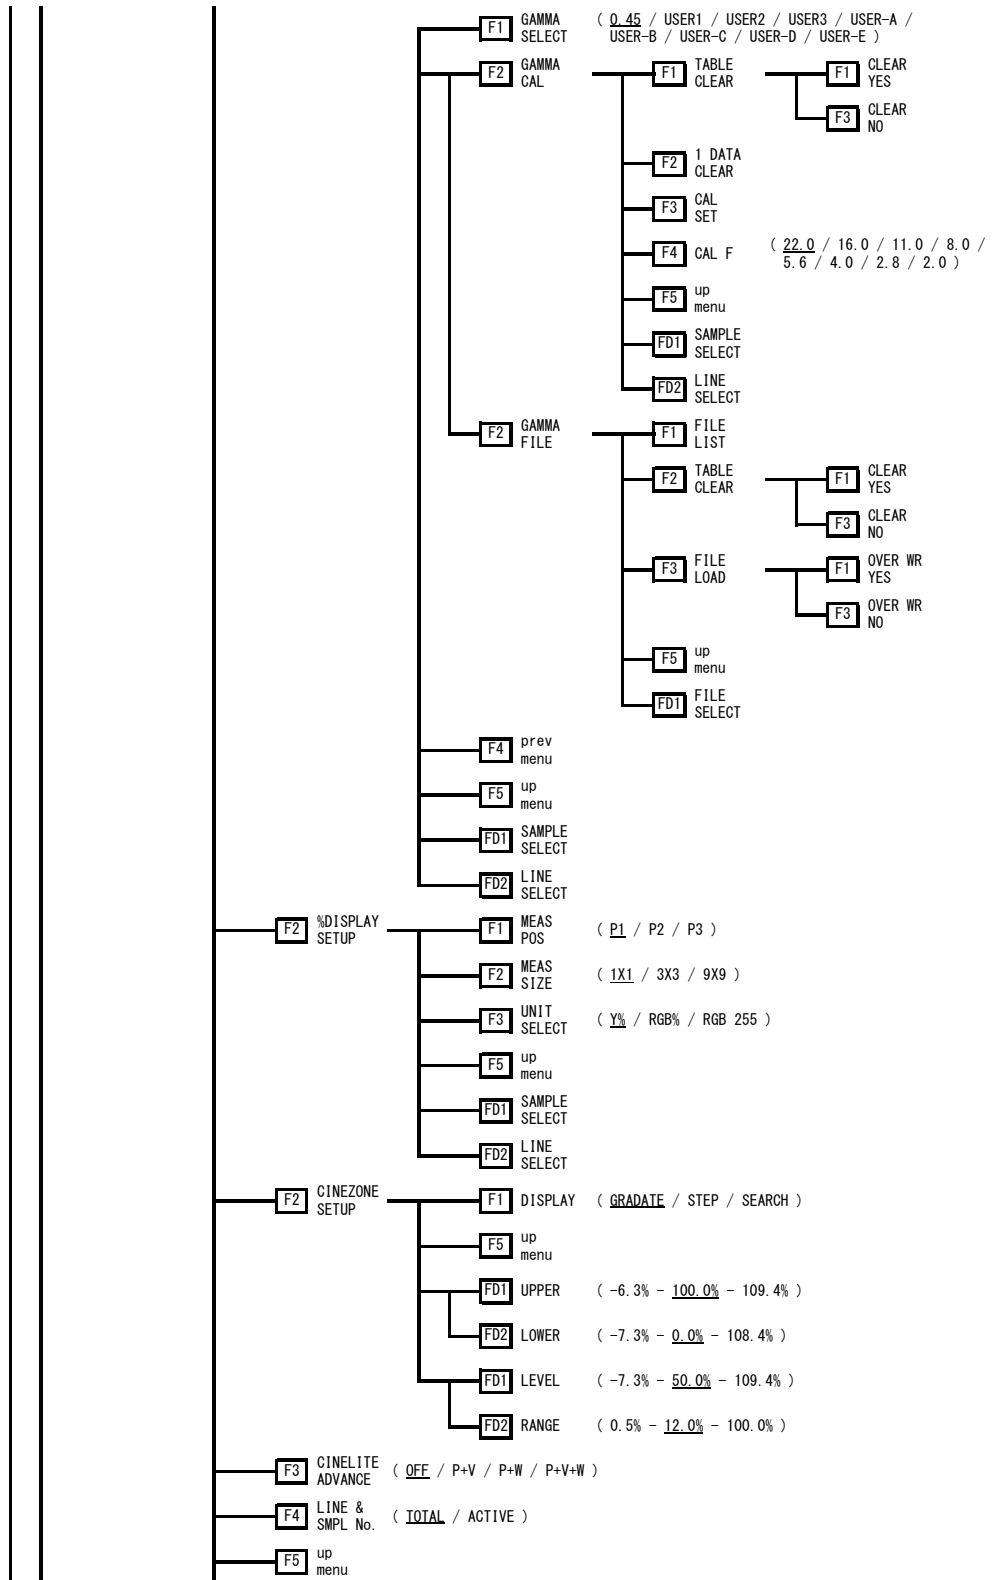 F1 GAMMA SELECT ( 0.45 / USER1 / USER2 / USER3 / USER-A /
USER-B / USER-C / USER-D / USER-E )
F2 GAMMA CAL
F1 TABLE CLEAR
F1 CLEAR YES
F3 CLEAR NO
F2 1 DATA CLEAR
F3 CAL SET
F4 CAL F ( 22.0 / 16.0 / 11.0 / 8.0 /
5.6 / 4.0 / 2.8 / 2.0 )
F5 up menu
FD1 SAMPLE SELECT
FD2 LINE SELECT
F2 GAMMA FILE
F1 FILE LIST
F2 TABLE CLEAR
F1 CLEAR YES
F3 CLEAR NO
F3 FILE LOAD
F1 OVER WR YES
F3 OVER WR NO
F5 up menu
FD1 FILE SELECT
F4 prev menu
F5 up menu
FD1 SAMPLE SELECT
FD2 LINE SELECT
F2 %DISPLAY SETUP
F1 MEAS POS ( P1 / P2 / P3 )
F2 MEAS SIZE ( 1X1 / 3X3 / 9X9 )
F3 UNIT SELECT ( Y% / RGB% / RGB 255 )
F5 up menu
FD1 SAMPLE SELECT
FD2 LINE SELECT
F2 CINEZONE SETUP
F1 DISPLAY ( GRADATE / STEP / SEARCH )
F5 up menu
FD1 UPPER ( -6.3% - 100.0% - 109.4% )
FD2 LOWER ( -7.3% - 0.0% - 108.4% )
FD1 LEVEL ( -7.3% - 50.0% - 109.4% )
FD2 RANGE ( 0.5% - 12.0% - 100.0% )
F3 CINELITE ADVANCE ( OFF / P+V / P+W / P+V+W )
F4 LINE & SMPL No. ( TOTAL / ACTIVE )
F5 up menu